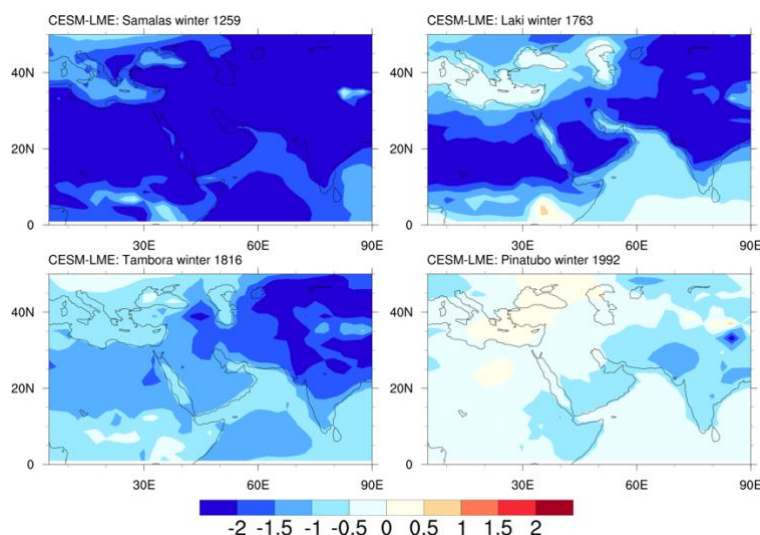 CESM-LME: Samalas winter 1259
CESM-LME: Laki winter 1763
40N
40N
20N
20N
0
0
30E
60E
90E
30E
60E
90E
CESM-LME: Tambora winter 1816
CESM-LME: Pinatubo winter 1992
40N
40N
20N
20N
0
0
30E
60E
90E
30E
60E
90E
-2 -1.5 -1 -0.5 0 0.5 1 1.5 2